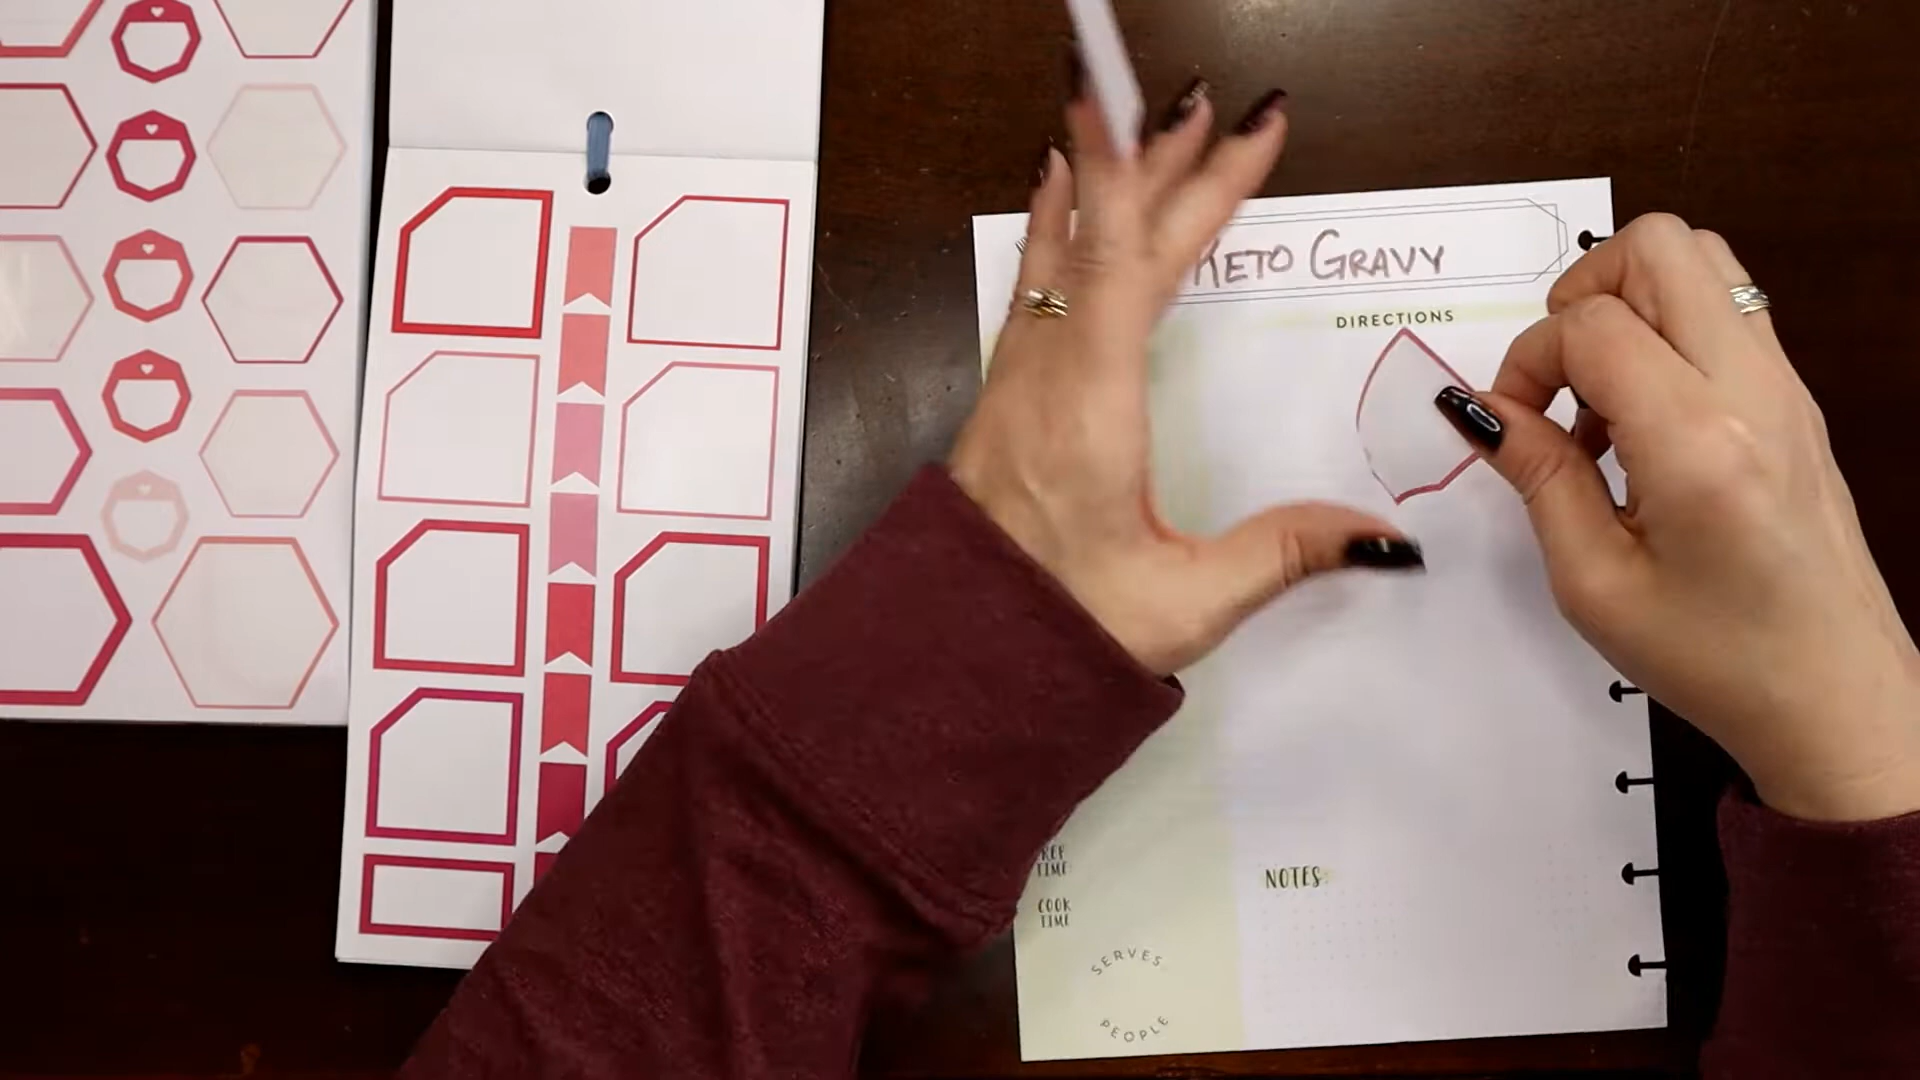 KETO GRAVY
DIRECTIONS
PREP
TIME:
NOTES:
COOK
TIME
SERVES
PEOPLE